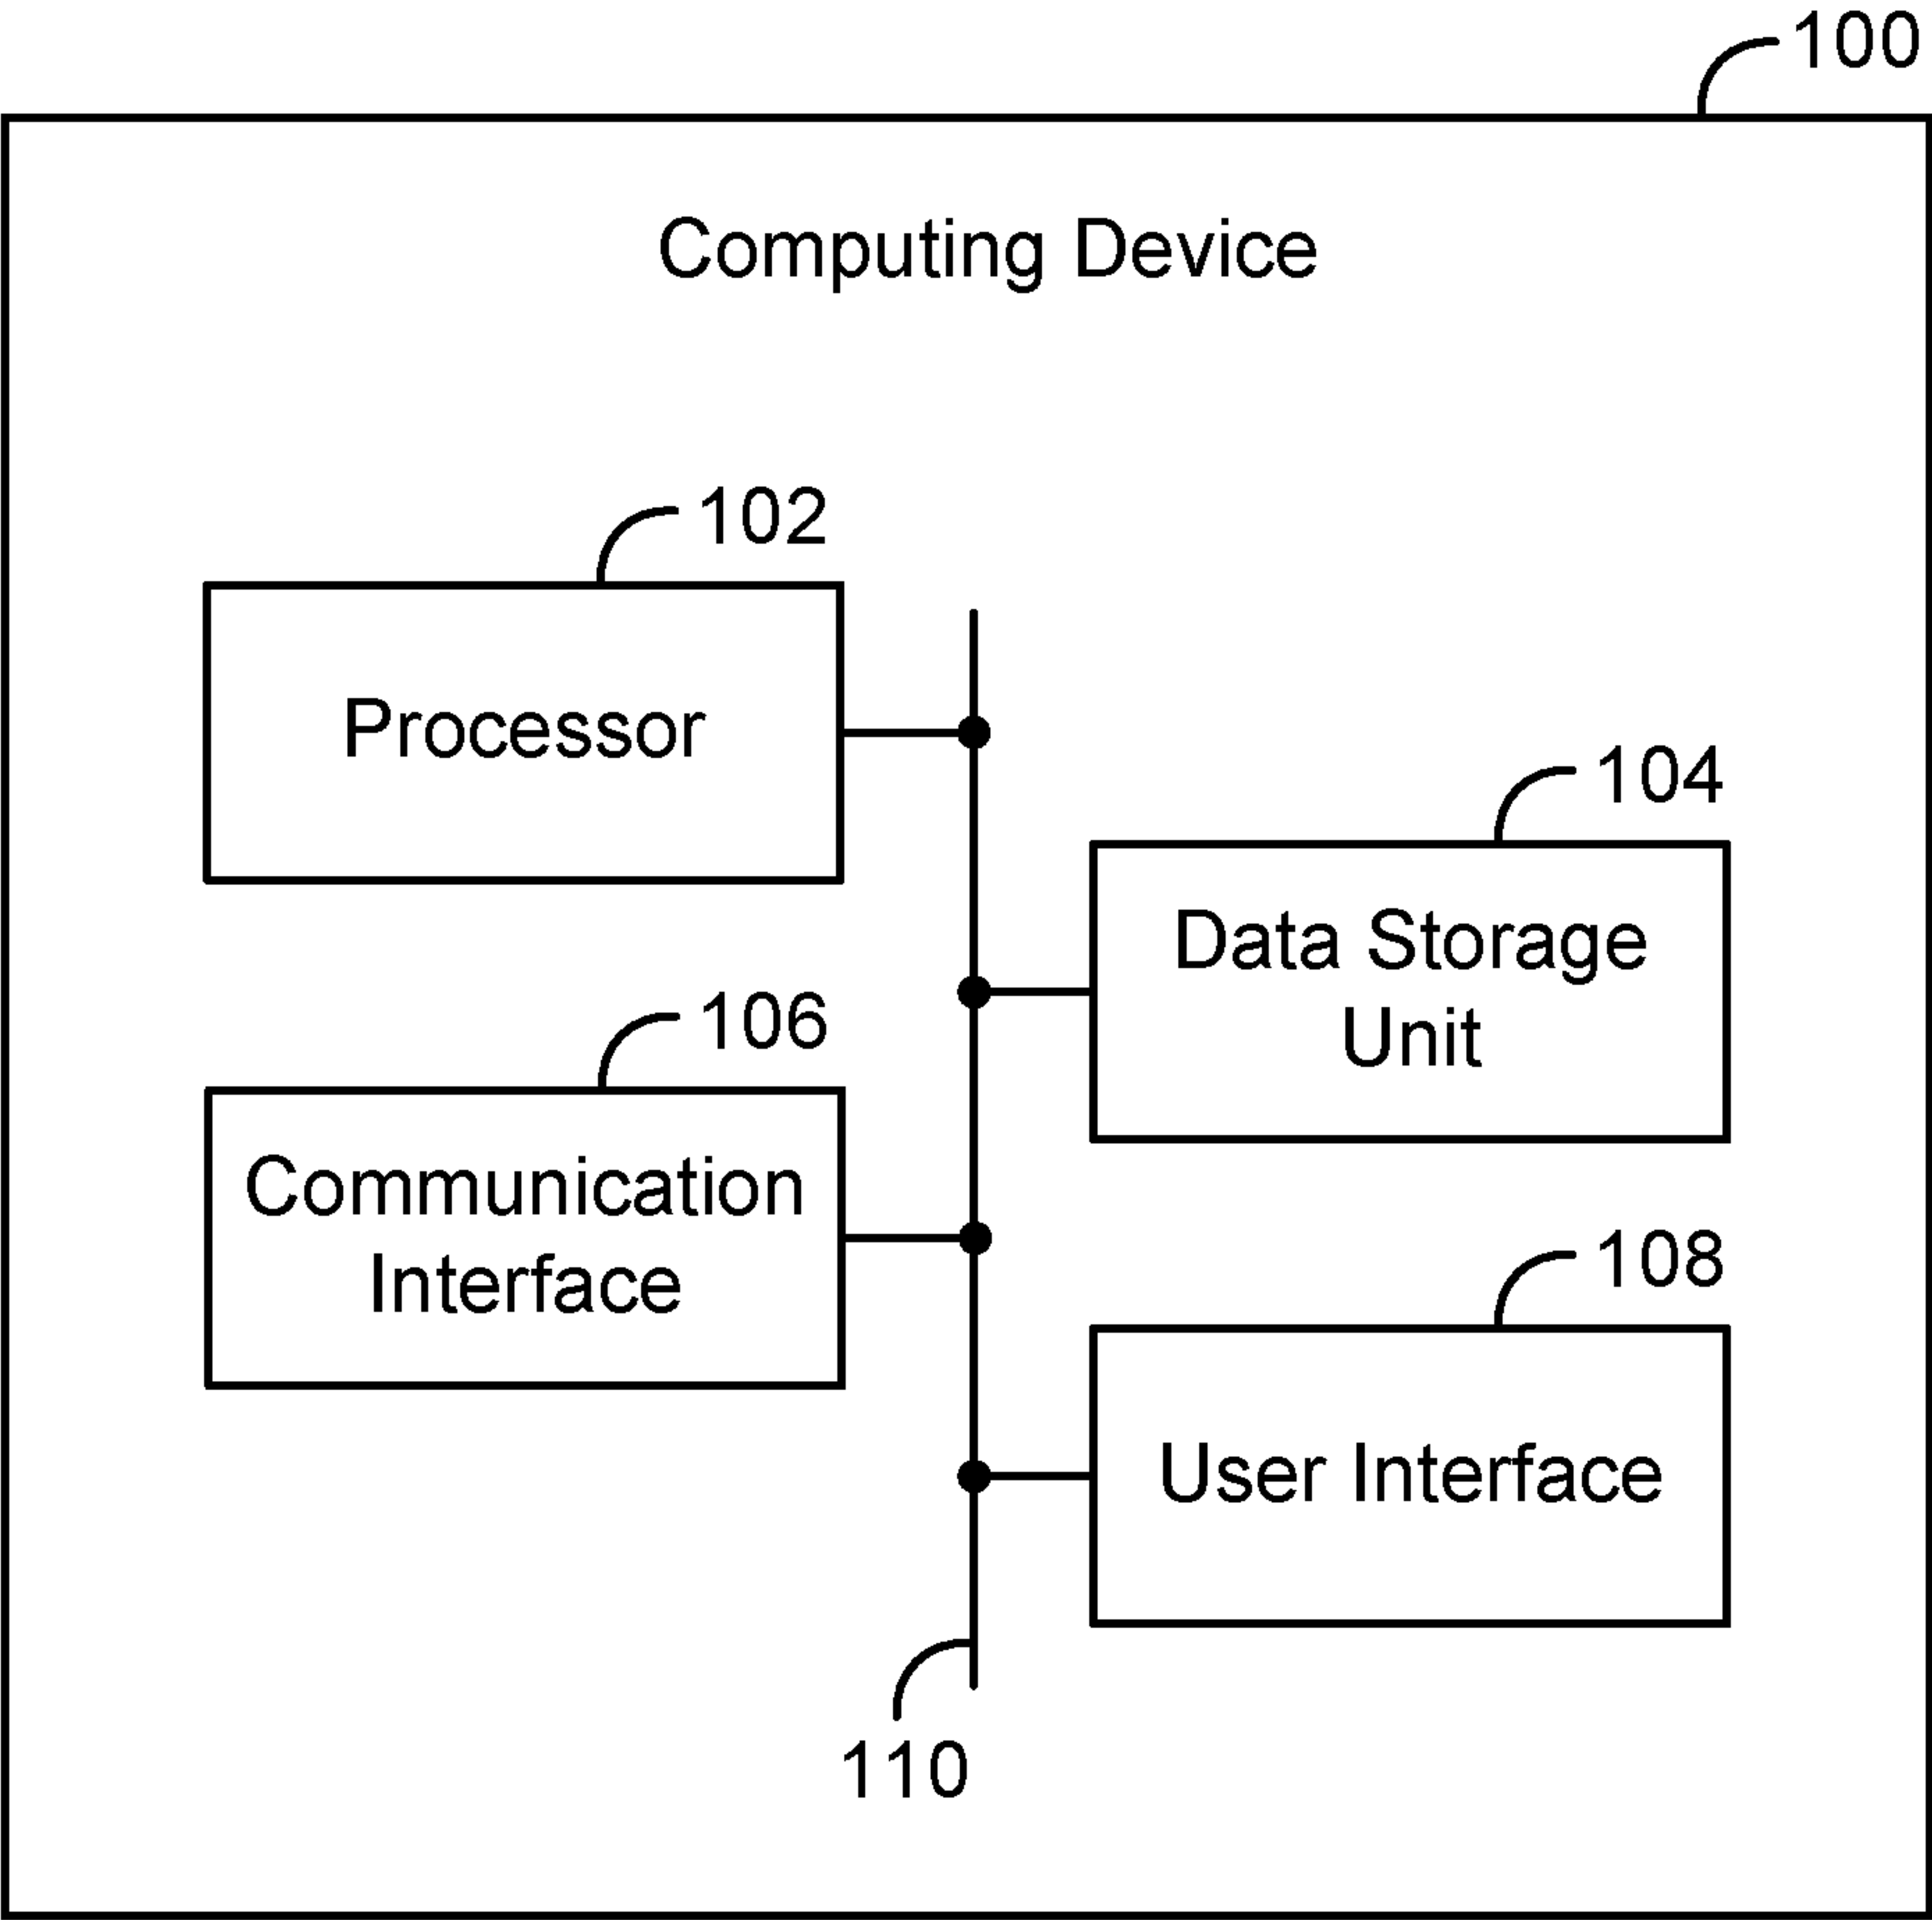 100
Computing Device
102
Processor
104
Data Storage
Unit
106
Communication
Interface
108
User Interface
110